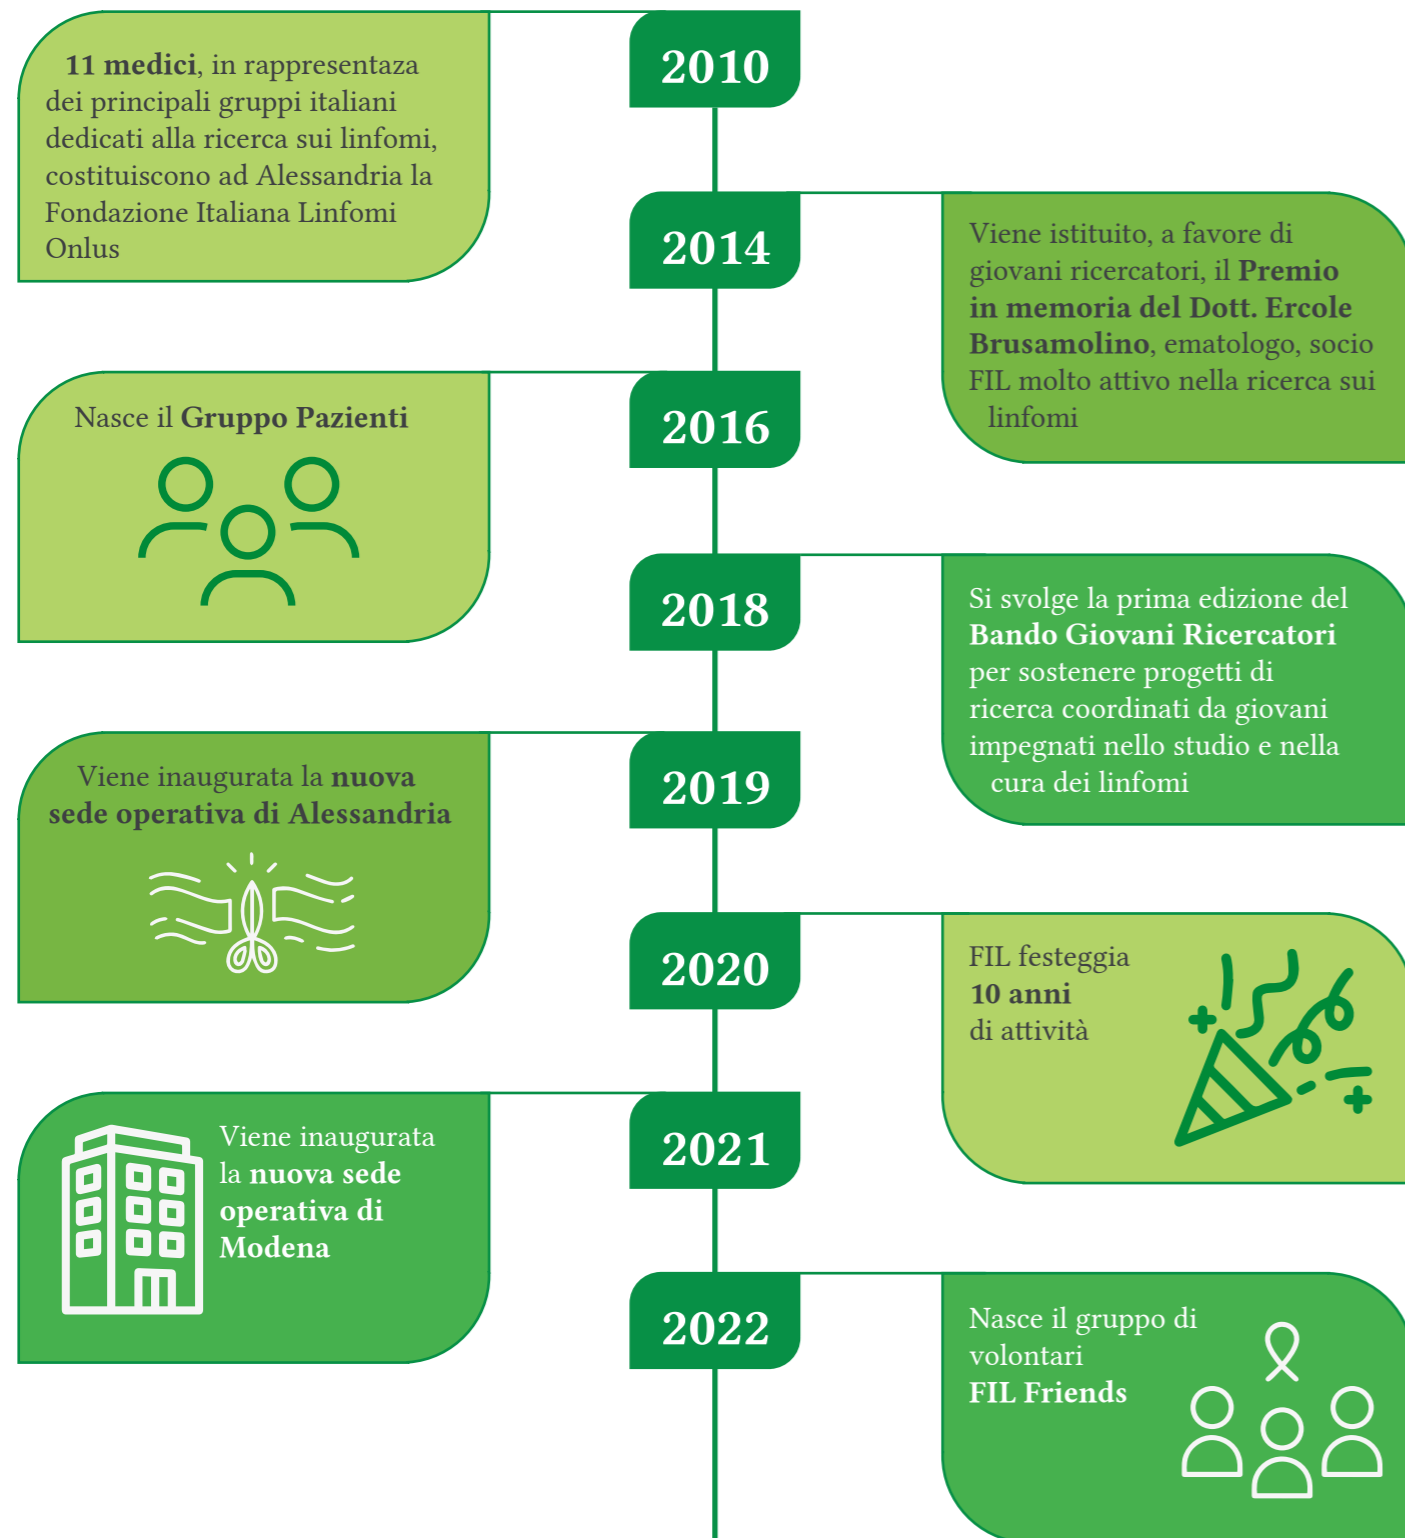 2010
11 medici, in rappresentaza
dei principali gruppi italiani
dedicati alla ricerca sui linfomi,
costituiscono ad Alessandria la
Fondazione Italiana Linfomi
Onlus
2014
Viene istituito, a favore di
giovani ricercatori, il Premio
in memoria del Dott. Ercole
Brusamolino, ematologo, socio
FIL molto attivo nella ricerca sui
linfomi
2016
Nasce il Gruppo Pazienti
2018
Si svolge la prima edizione del
Bando Giovani Ricercatori
per sostenere progetti di
ricerca coordinati da giovani
impegnati nello studio e nella
cura dei linfomi
2019
Viene inaugurata la nuova
sede operativa di Alessandria
2020
FIL festeggia
10 anni
di attività
2021
Viene inaugurata
la nuova sede
operativa di
Modena
2022
Nasce il gruppo di
volontari
FIL Friends